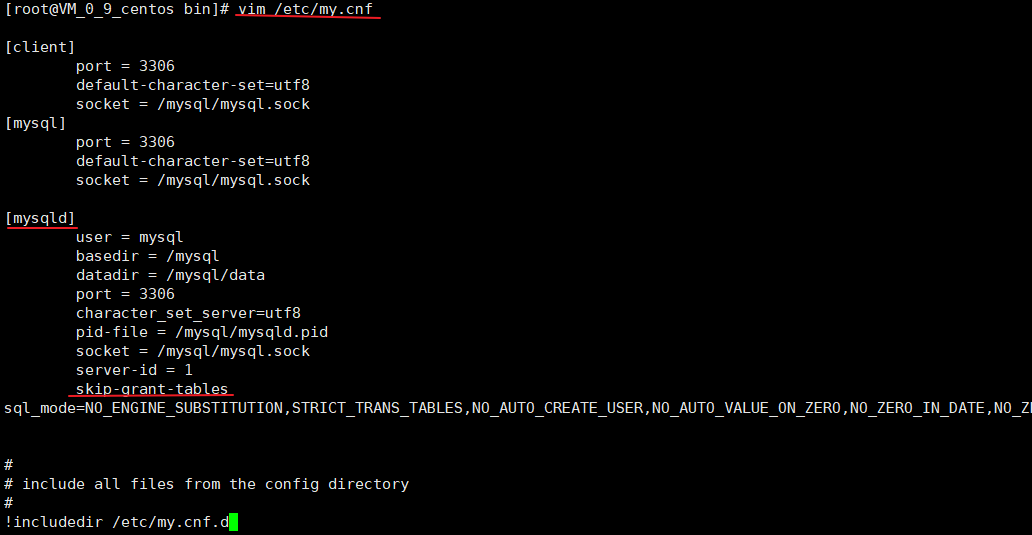 [root@VM_0_9_centos bin]# vim /etc/my.cnf
[client]
port = 3306
default-character-set=utf8
socket = /mysql/mysql.sock
[mysql]
port = 3306
default-character-set=utf8
socket = /mysql/mysql.sock
[mysqld]
user = mysql
basedir = /mysql
datadir = /mysql/data
port = 3306
character_set_server=utf8
pid-file = /mysql/mysqld.pid
socket = /mysql/mysql.sock
server-id = 1
skip-grant-tables
sql_mode=NO_ENGINE_SUBSTITUTION,STRICT_TRANS_TABLES,NO_AUTO_CREATE_USER,NO_AUTO_VALUE_ON_ZERO,NO_ZERO_IN_DATE,
#
# include all files from the config directory
#
!includedir /etc/my.cnf.d